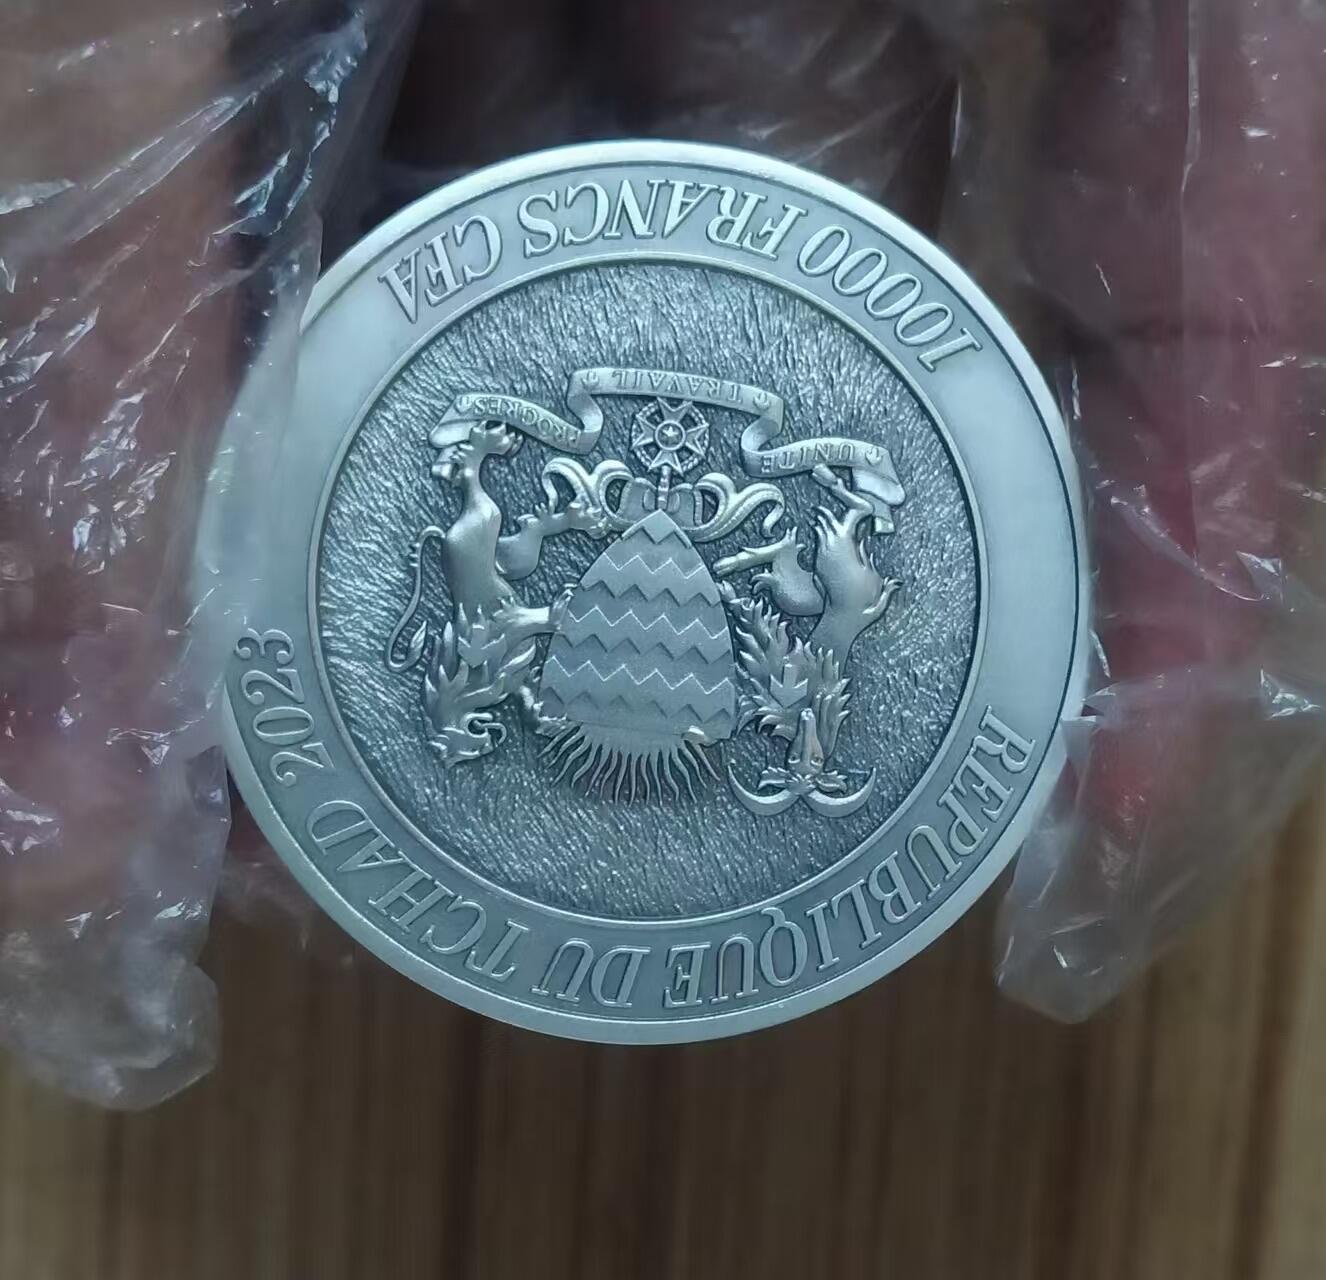 REPUBLIQUE DU TCHAD 2023
UNITE TRAVAIL PROGRES
10000 FRANCS CFA